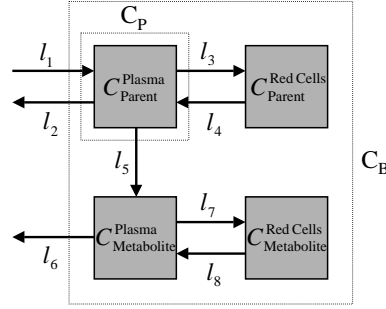 C_P
l_1
l_3
C^Plasma_Parent
C^Red Cells_Parent
l_2
l_4
C_B
l_5
l_7
C^Plasma_Metabolite
C^Red Cells_Metabolite
l_6
l_8